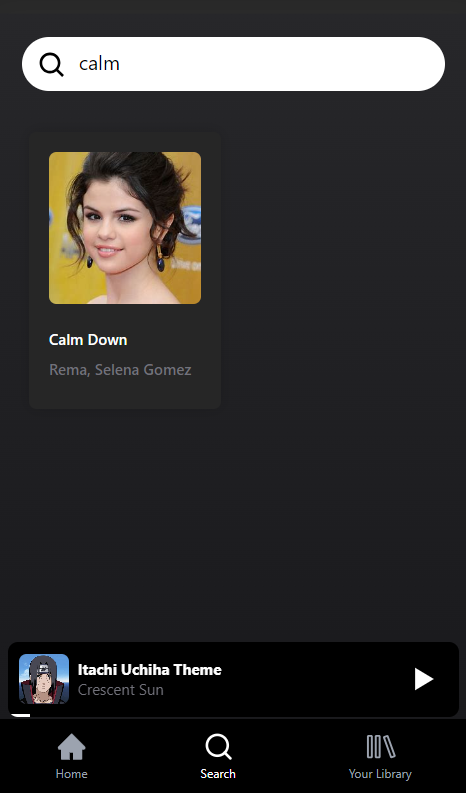 calm
Calm Down
Rema, Selena Gomez
Itachi Uchiha Theme
Crescent Sun
Home
Search
Your Library